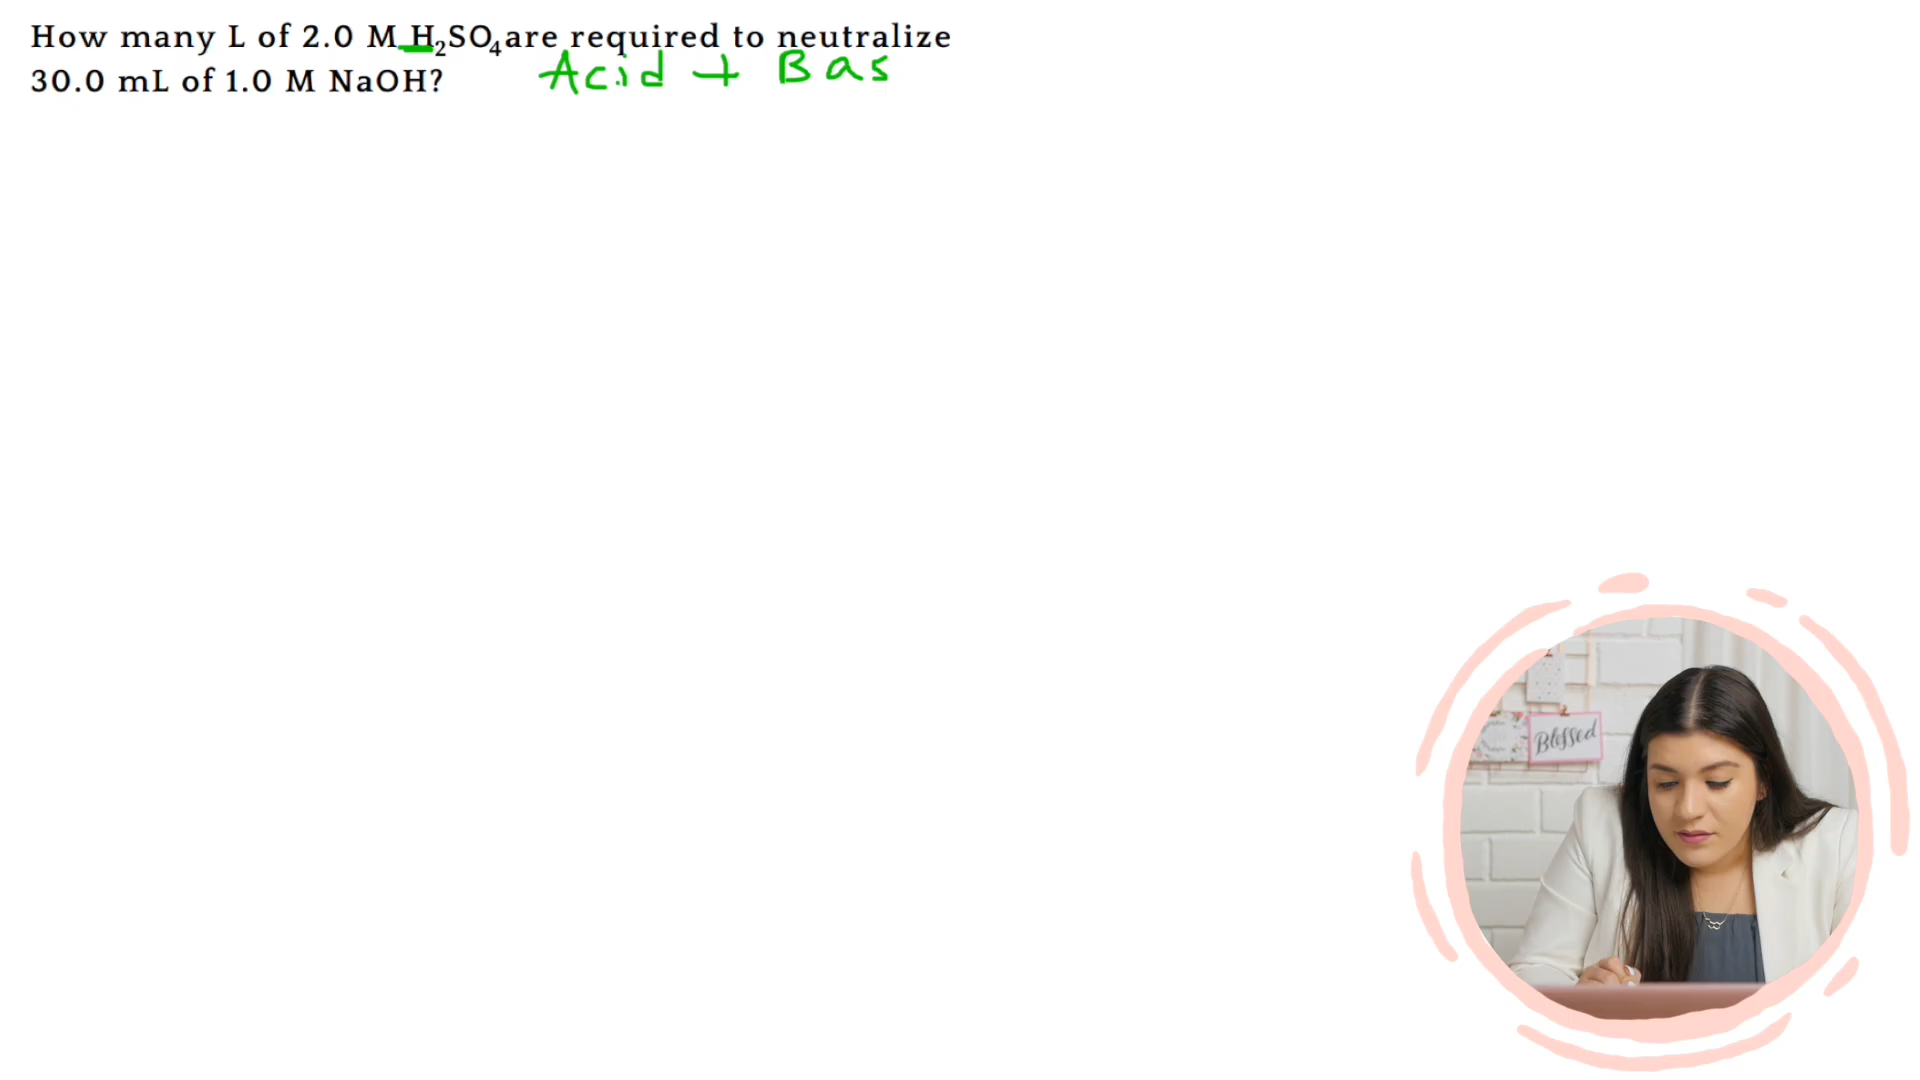 How many L of 2.0 M H₂SO₄ are required to neutralize
30.0 mL of 1.0 M NaOH?
Acid + Bas
Blessed